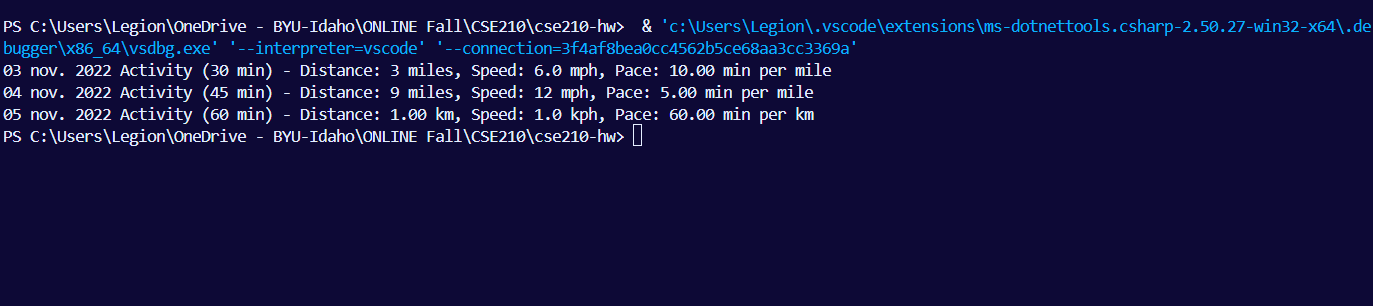 PS C:\Users\Legion\OneDrive - BYU-Idaho\ONLINE Fall\CSE210\cse210-hw>  & 'c:\Users\Legion\.vscode\extensions\ms-dotnettools.csharp-2.50.27-win32-x64\.de
bugger\x86_64\vsdbg.exe' '--interpreter=vscode' '--connection=3f4af8bea0cc4562b5ce68aa3cc3369a'
03 nov. 2022 Activity (30 min) - Distance: 3 miles, Speed: 6.0 mph, Pace: 10.00 min per mile
04 nov. 2022 Activity (45 min) - Distance: 9 miles, Speed: 12 mph, Pace: 5.00 min per mile
05 nov. 2022 Activity (60 min) - Distance: 1.00 km, Speed: 1.0 kph, Pace: 60.00 min per km
PS C:\Users\Legion\OneDrive - BYU-Idaho\ONLINE Fall\CSE210\cse210-hw>